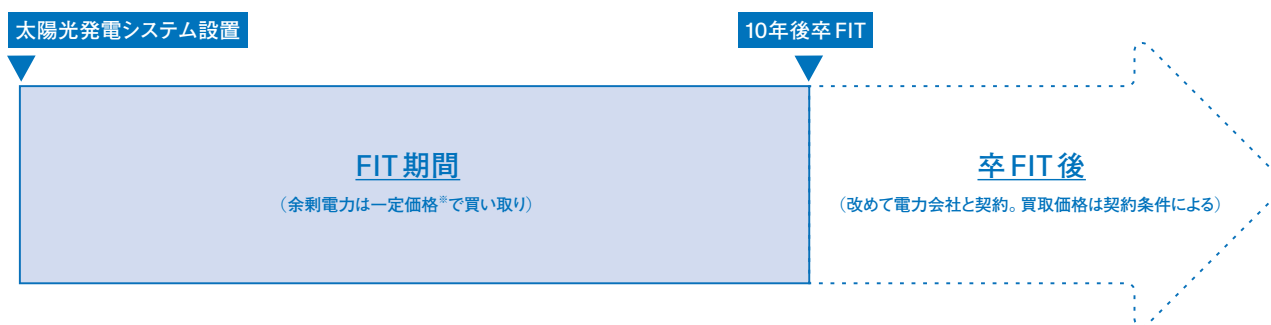 太陽光発電システム設置
10年後卒FIT
FIT期間
（余剰電力は一定価格※で買い取り）
卒FIT後
（改めて電力会社と契約。買取価格は契約条件による）